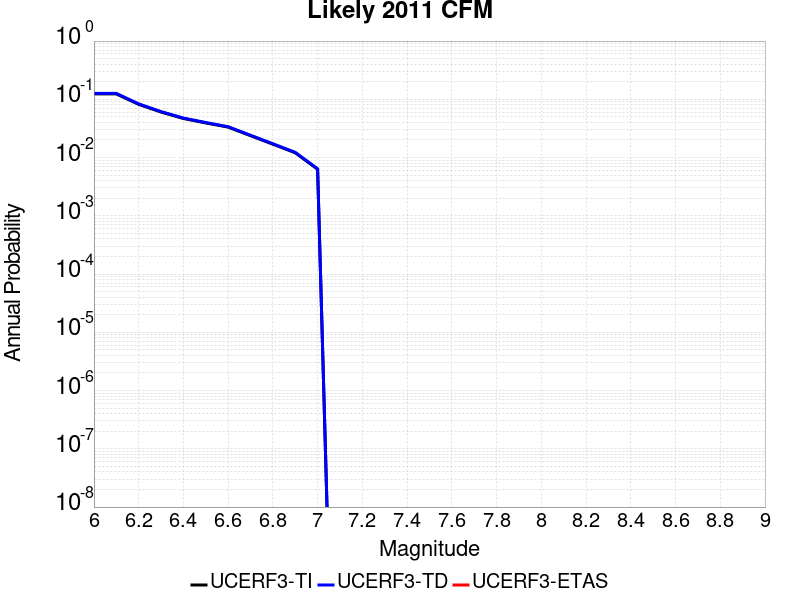 Likely 2011 CFM
10^0
10^-1
10^-2
10^-3
10^-4
10^-5
10^-6
10^-7
10^-8
Annual Probability
6 6.2 6.4 6.6 6.8 7 7.2 7.4 7.6 7.8 8 8.2 8.4 8.6 8.8 9
Magnitude
UCERF3-TI UCERF3-TD UCERF3-ETAS